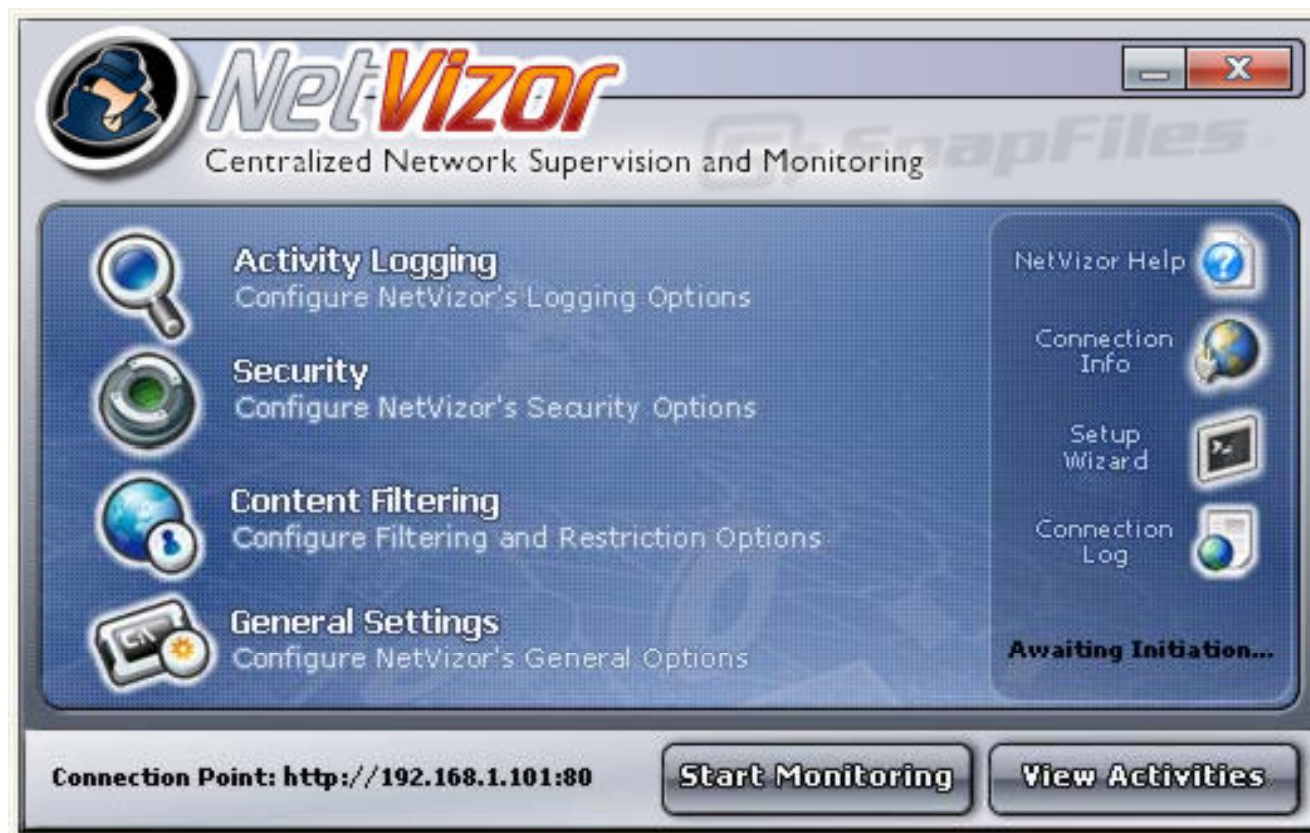 NetVizor
SnapFiles
Centralized Network Supervision and Monitoring
Activity Logging
Configure NetVizor's Logging Options
Security
Configure NetVizor's Security Options
Content Filtering
Configure Filtering and Restriction Options
General Settings
Configure NetVizor's General Options
NetVizor Help
Connection
Info
Setup
Wizard
Connection
Log
Awaiting Initiation...
Connection Point: http://192.168.1.101:80
Start Monitoring
View Activities